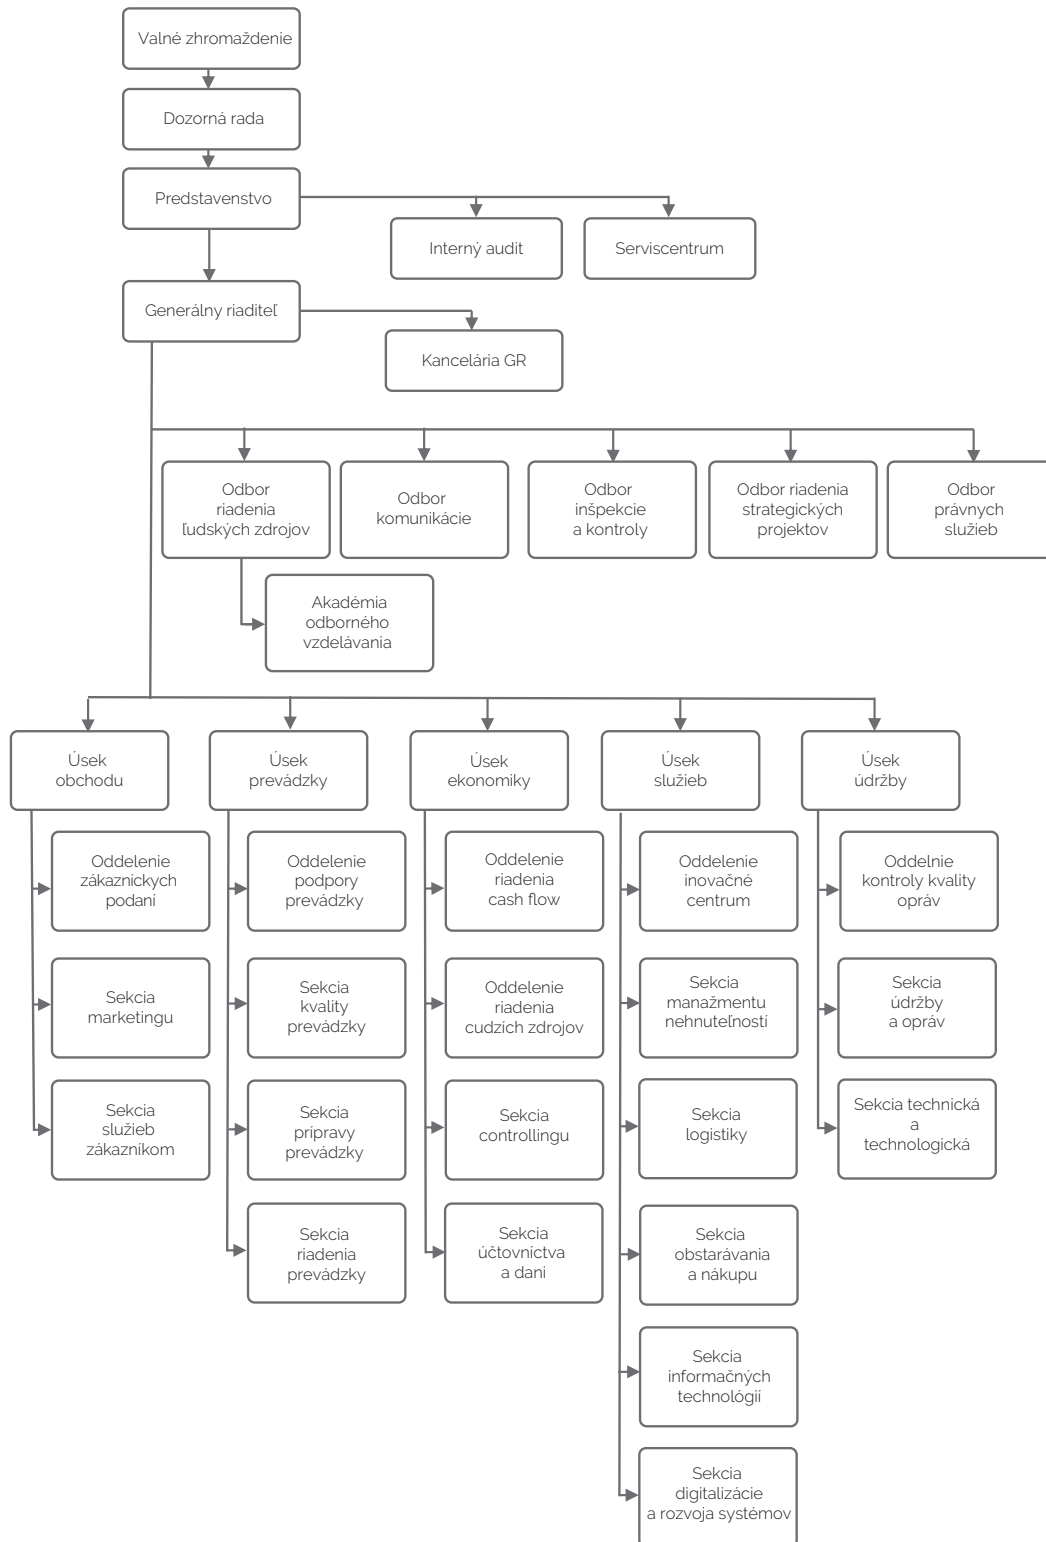 Valné zhromaždenie
Dozorná rada
Predstavenstvo
Interný audit
Serviscentrum
Generálny riaditeľ
Kancelária GR
Odbor
riadenia
ľudských zdrojov
Odbor
komunikácie
Odbor
inšpekcie
a kontroly
Odbor riadenia
strategických
projektov
Odbor
právnych
služieb
Akadémia
odborného
vzdelávania
Úsek
obchodu
Úsek
prevádzky
Úsek
ekonomiky
Úsek
služieb
Úsek
údržby
Oddelenie
zákazníckych
podaní
Oddelenie
podpory
prevádzky
Oddelenie
riadenia
cash flow
Oddelenie
inovačné
centrum
Oddelnie
kontroly kvality
opráv
Sekcia
marketingu
Sekcia
kvality
prevádzky
Oddelenie
riadenia
cudzích zdrojov
Sekcia
manažmentu
nehnuteľností
Sekcia
údržby
a opráv
Sekcia
služieb
zákazníkom
Sekcia
prípravy
prevádzky
Sekcia
controllingu
Sekcia
logistiky
Sekcia technická
a
technologická
Sekcia
riadenia
prevádzky
Sekcia
účtovníctva
a dani
Sekcia
obstarávania
a nákupu
Sekcia
informačných
technológií
Sekcia
digitalizácie
a rozvoja systémov